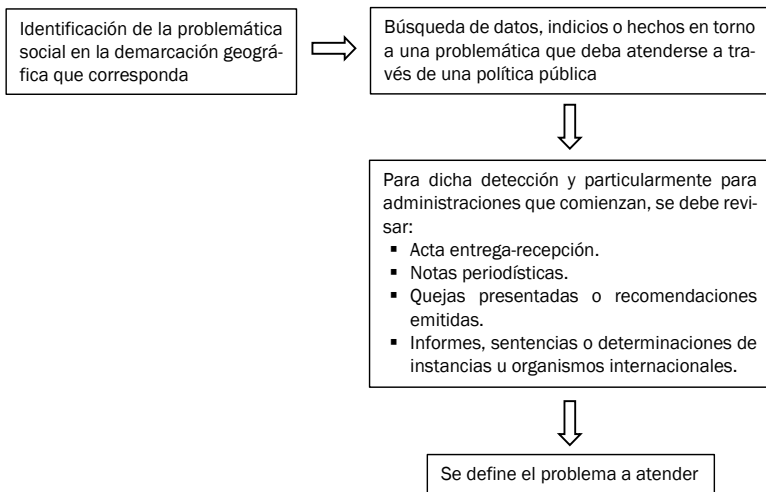 Identificación de la problemática
social en la demarcación geográ-
fica que corresponda
Búsqueda de datos, indicios o hechos en torno
a una problemática que deba atenderse a tra-
vés de una política pública
Para dicha detección y particularmente para
administraciones que comienzan, se debe revi-
sar:
▪ Acta entrega-recepción.
▪ Notas periodísticas.
▪ Quejas presentadas o recomendaciones
emitidas.
▪ Informes, sentencias o determinaciones de
instancias u organismos internacionales.
Se define el problema a atender